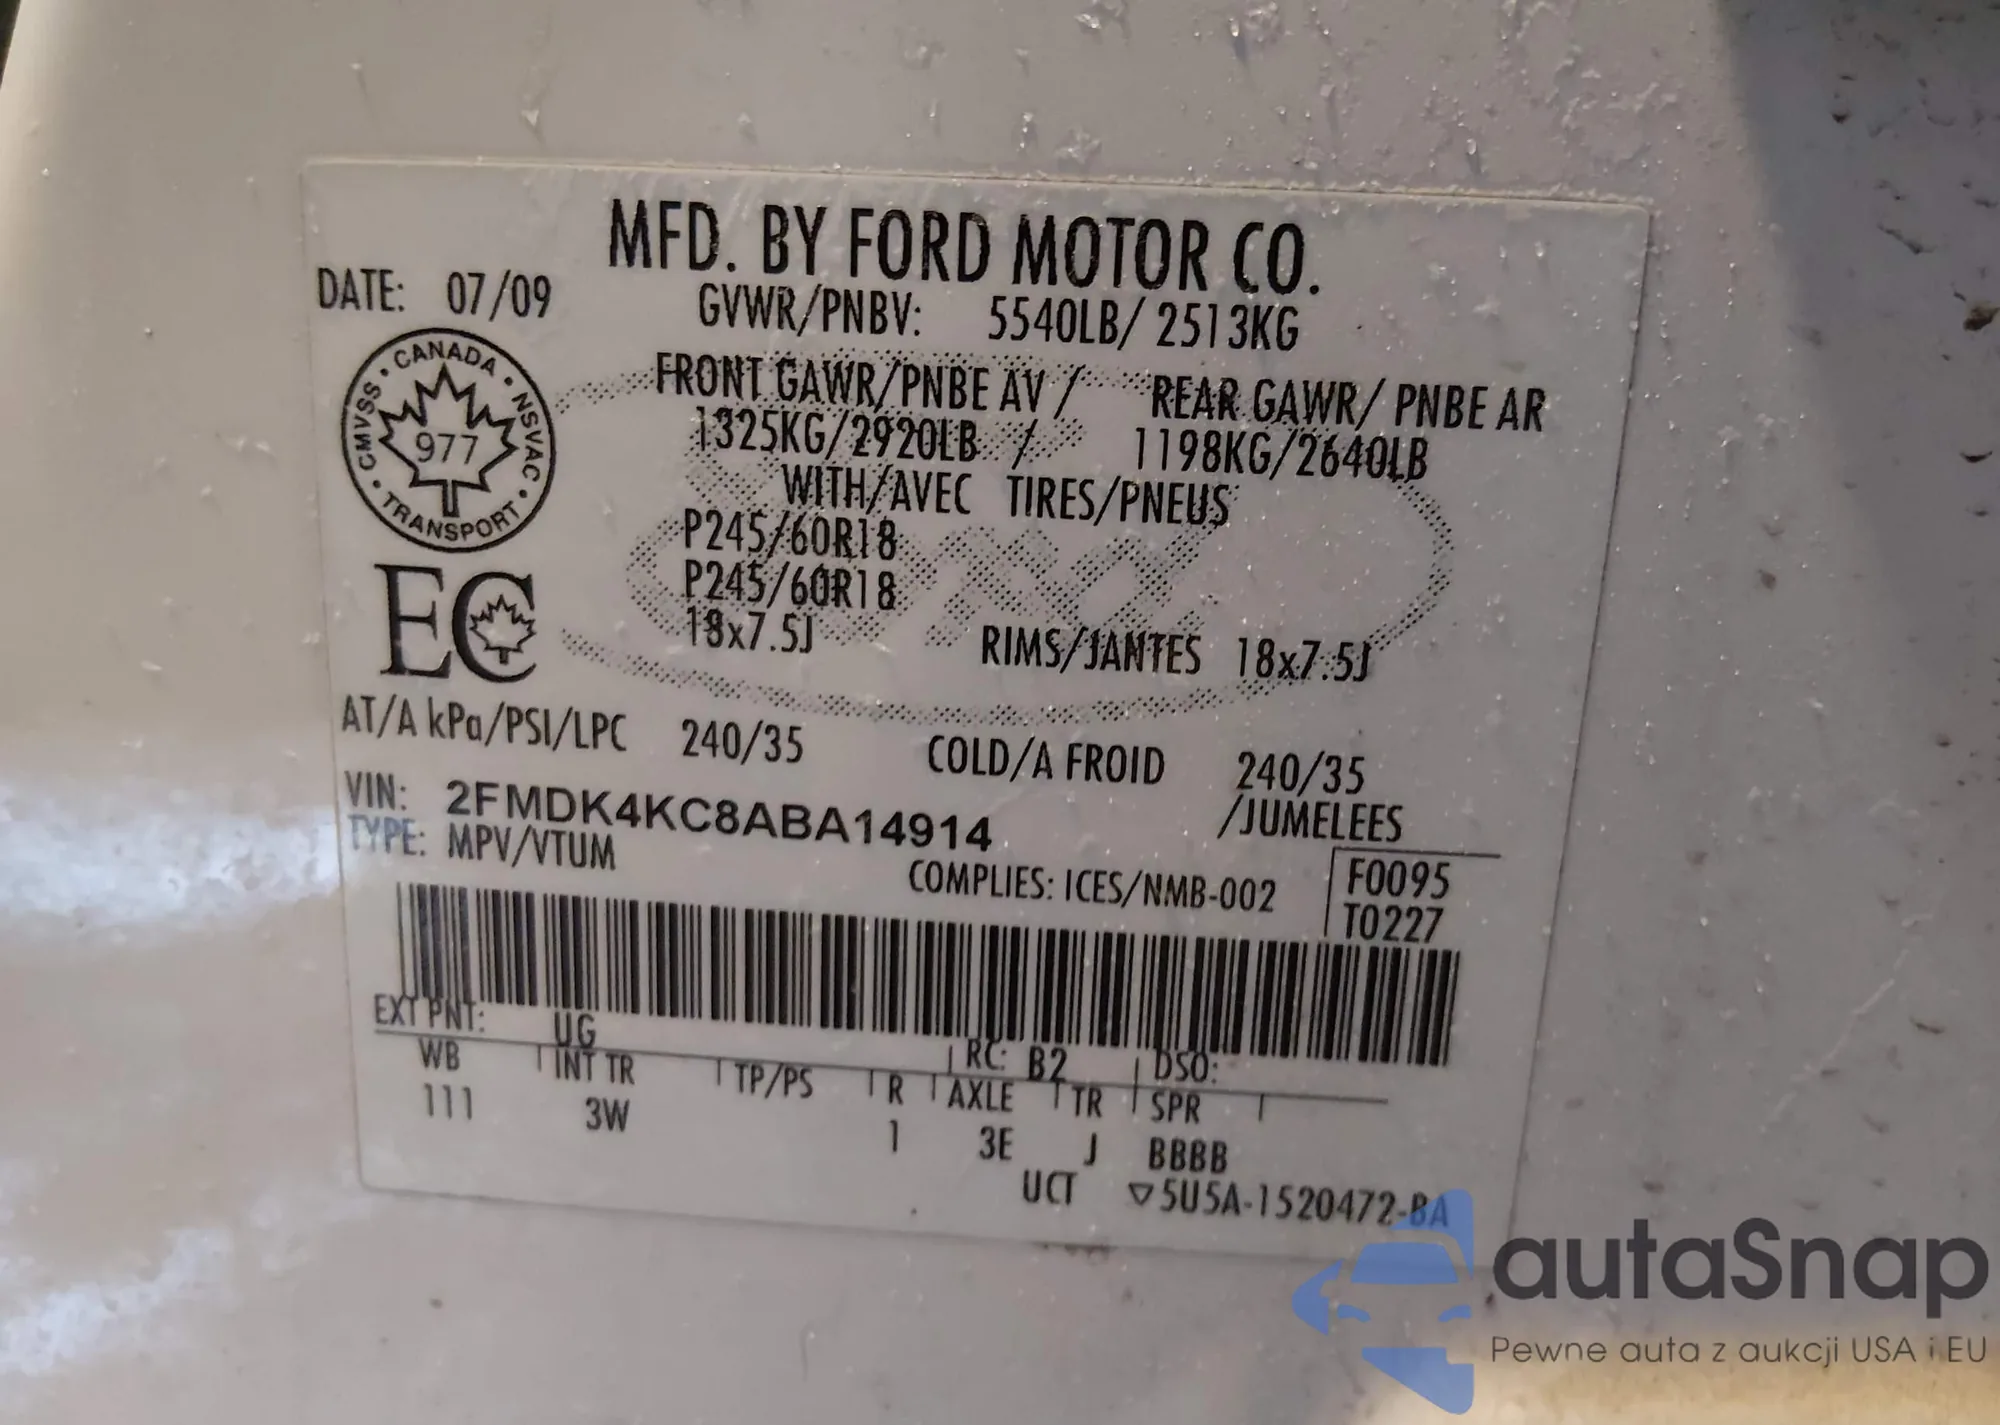 MFD. BY FORD MOTOR CO.
DATE: 07/09
GVWR/PNBV: 5540LB/ 2513KG
FRONT GAWR/PNBE AV / REAR GAWR/ PNBE AR
1325KG/2920LB / 1198KG/2640LB
WITH/AVEC TIRES/PNEUS
P245/60R18
P245/60R18
18x7.5J RIMS/JANTES 18x7.5J
CANADA · NSVAC · TRANSPORT · CMVSS ·
977
EC
AT/A kPa/PSI/LPC 240/35 COLD/A FROID 240/35
VIN: 2FMDK4KC8ABA14914 /JUMELEES
TYPE: MPV/VTUM
COMPLIES: ICES/NMB-002 F0095
T0227
EXT PNT: UG RC: B2 DSO:
WB INT TR TP/PS R AXLE TR SPR
111 3W 1 3E J BBBB
UCT ▽5U5A-1520472-BA
autaSnap
Pewne auta z aukcji USA i EU